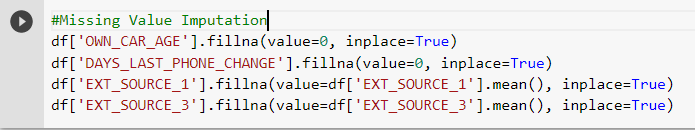 #Missing Value Imputation
df['OWN_CAR_AGE'].fillna(value=0, inplace=True)
df['DAYS_LAST_PHONE_CHANGE'].fillna(value=0, inplace=True)
df['EXT_SOURCE_1'].fillna(value=df['EXT_SOURCE_1'].mean(), inplace=True)
df['EXT_SOURCE_3'].fillna(value=df['EXT_SOURCE_3'].mean(), inplace=True)